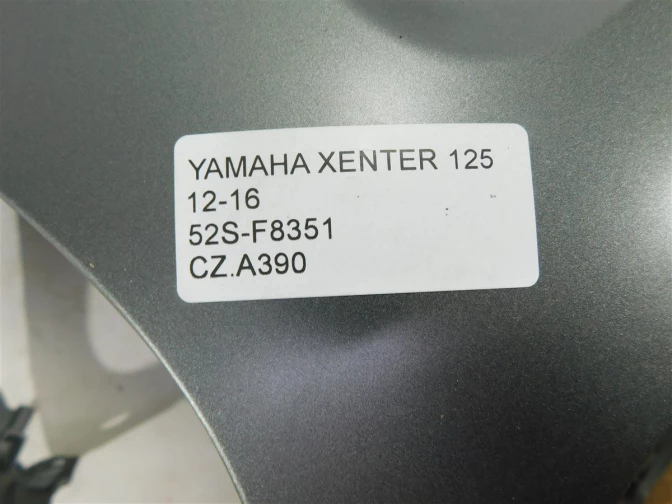 YAMAHA XENTER 125
12-16
52S-F8351
CZ.A390